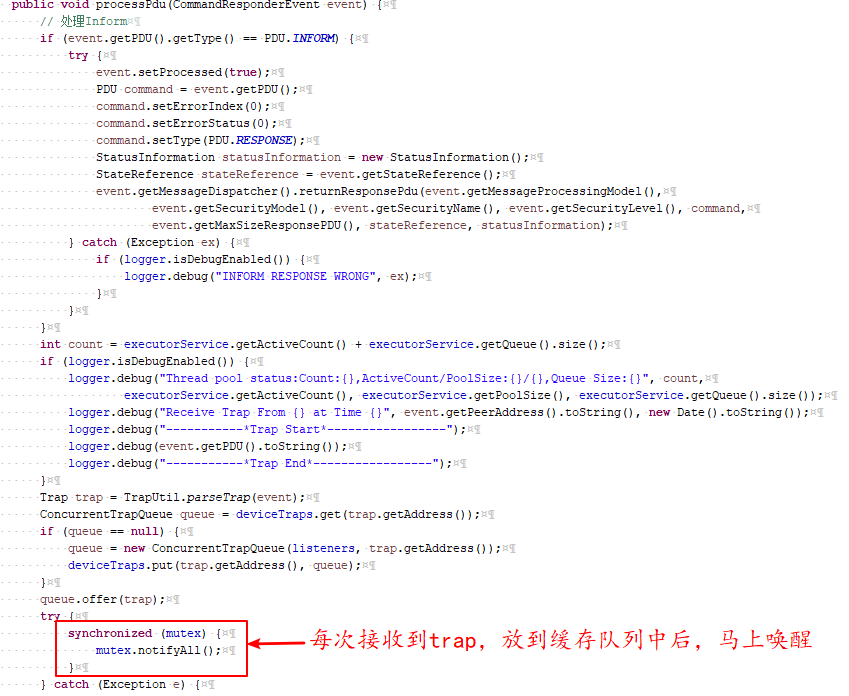 public void processPdu(CommandResponderEvent event) {
// 处理Inform
if (event.getPDU().getType() == PDU.INFORM) {
try {
event.setProcessed(true);
PDU command = event.getPDU();
command.setErrorIndex(0);
command.setErrorStatus(0);
command.setType(PDU.RESPONSE);
StatusInformation statusInformation = new StatusInformation();
StateReference stateReference = event.getStateReference();
event.getMessageDispatcher().returnResponsePdu(event.getMessageProcessingModel(),
event.getSecurityModel(), event.getSecurityName(), event.getSecurityLevel(), command,
event.getMaxSizeResponsePDU(), stateReference, statusInformation);
} catch (Exception ex) {
if (logger.isDebugEnabled()) {
logger.debug("INFORM RESPONSE WRONG", ex);
}
}
}
int count = executorService.getActiveCount() + executorService.getQueue().size();
if (logger.isDebugEnabled()) {
logger.debug("Thread pool status:Count:{},ActiveCount/PoolSize:{}/{},Queue Size:{}", count,
executorService.getActiveCount(), executorService.getPoolSize(), executorService.getQueue().size());
logger.debug("Receive Trap From {} at Time {}", event.getPeerAddress().toString(), new Date().toString());
logger.debug("-----------*Trap Start*-----------------");
logger.debug(event.getPDU().toString());
logger.debug("-----------*Trap End*-----------------");
}
Trap trap = TrapUtil.parseTrap(event);
ConcurrentTrapQueue queue = deviceTraps.get(trap.getAddress());
if (queue == null) {
queue = new ConcurrentTrapQueue(listeners, trap.getAddress());
deviceTraps.put(trap.getAddress(), queue);
}
queue.offer(trap);
try {
synchronized (mutex) {
mutex.notifyAll();
每次接收到trap，放到缓存队列中后，马上唤醒
}
} catch (Exception e) {